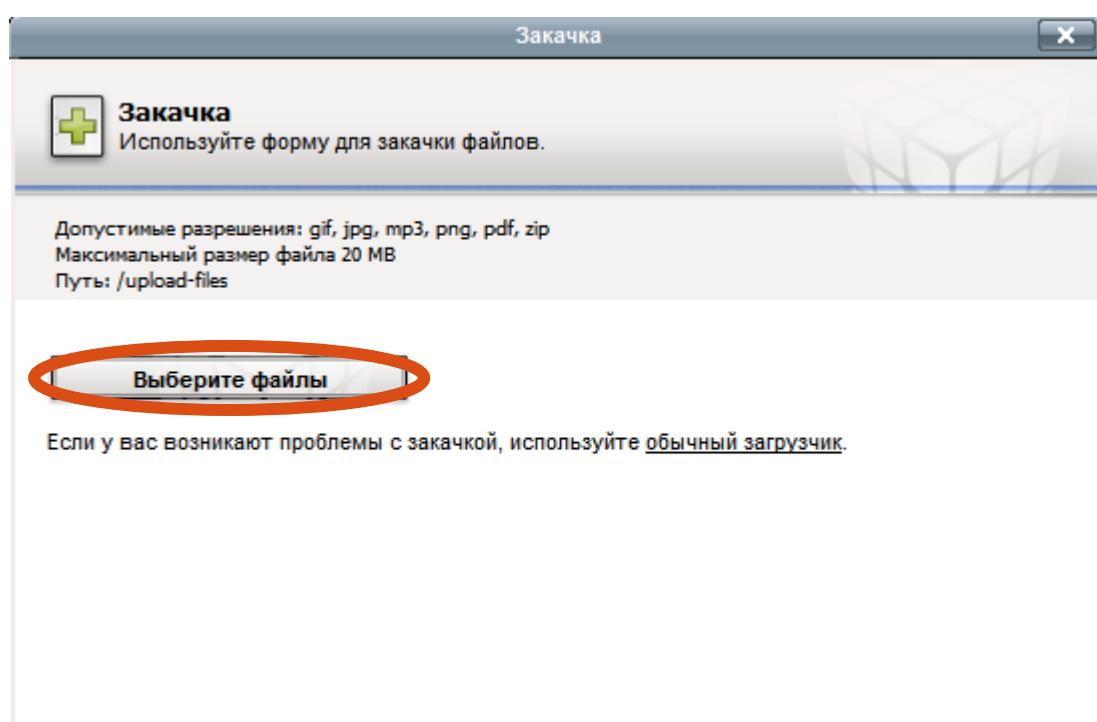 Закачка
Закачка
Используйте форму для закачки файлов.
Допустимые разрешения: gif, jpg, mp3, png, pdf, zip
Максимальный размер файла 20 MB
Путь: /upload-files
Выберите файлы
Если у вас возникают проблемы с закачкой, используйте обычный загрузчик.